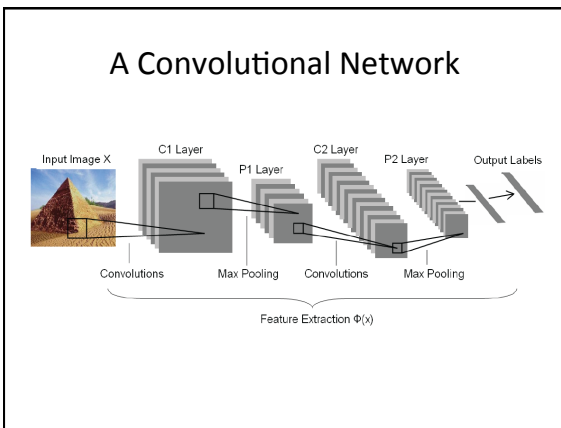 A Convolutional Network
Input Image X
C1 Layer
P1 Layer
C2 Layer
P2 Layer
Output Labels
Convolutions
Max Pooling
Convolutions
Max Pooling
Feature Extraction Φ(x)